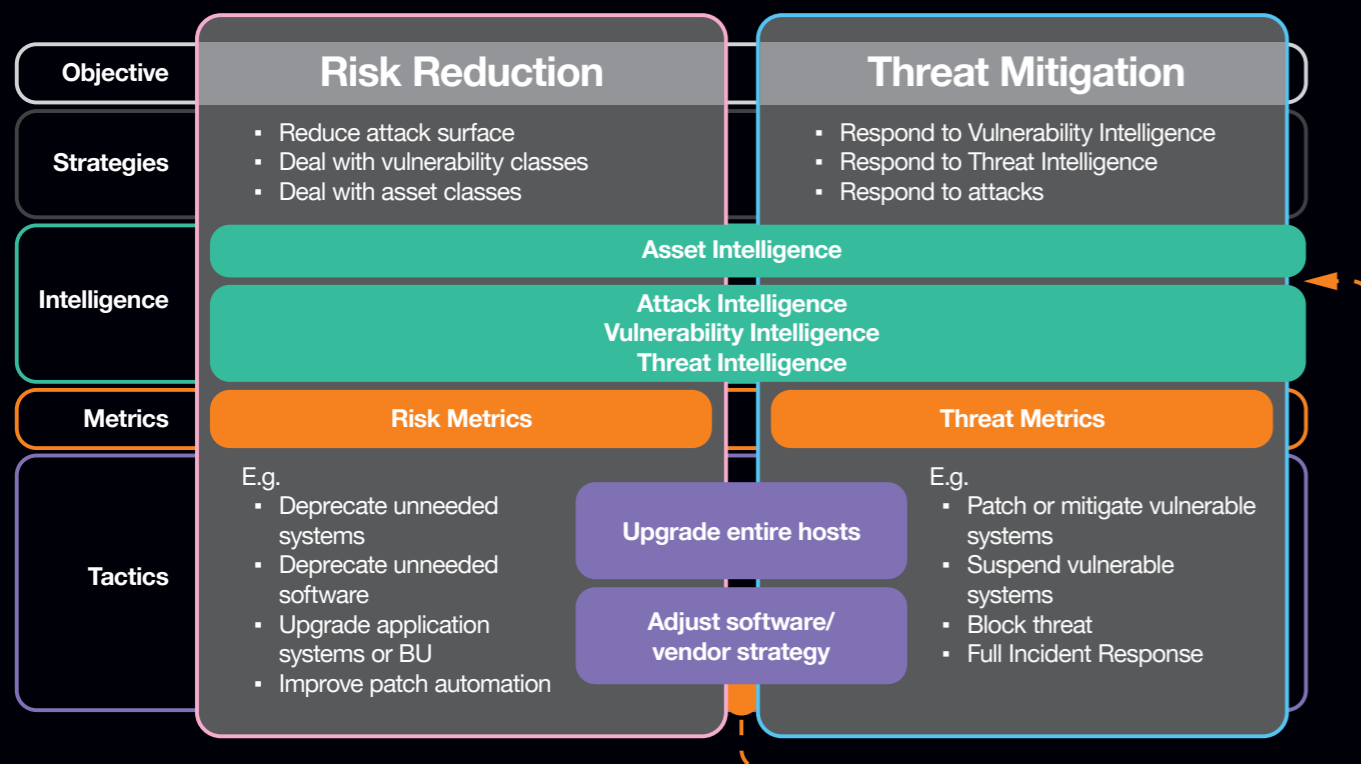 Objective
Risk Reduction
Threat Mitigation
Strategies
▪ Reduce attack surface
▪ Deal with vulnerability classes
▪ Deal with asset classes
▪ Respond to Vulnerability Intelligence
▪ Respond to Threat Intelligence
▪ Respond to attacks
Intelligence
Asset Intelligence
Attack Intelligence
Vulnerability Intelligence
Threat Intelligence
Metrics
Risk Metrics
Threat Metrics
Tactics
E.g.
▪ Deprecate unneeded
systems
▪ Deprecate unneeded
software
▪ Upgrade application
systems or BU
▪ Improve patch automation
Upgrade entire hosts
Adjust software/
vendor strategy
E.g.
▪ Patch or mitigate vulnerable
systems
▪ Suspend vulnerable
systems
▪ Block threat
▪ Full Incident Response